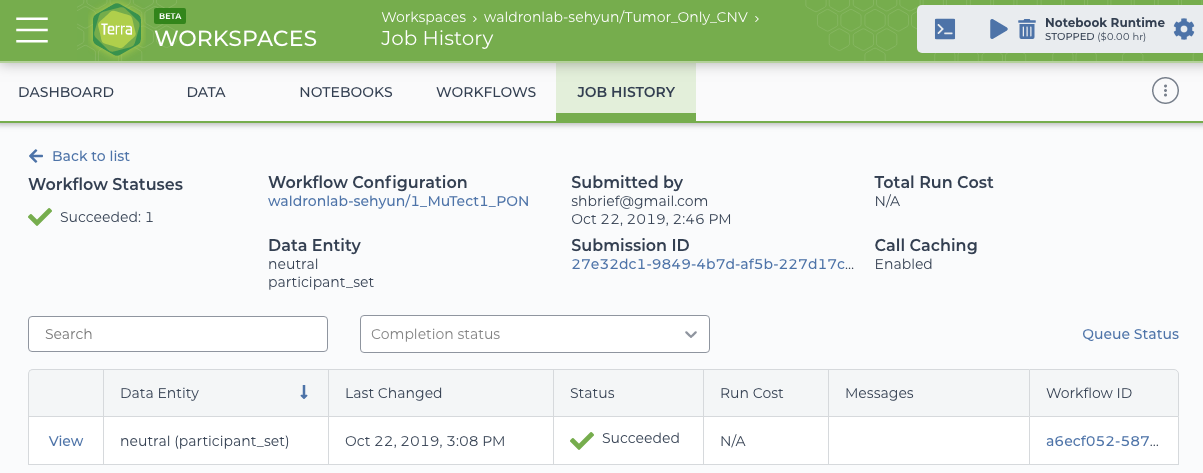 Terra
BETA
WORKSPACES
Workspaces › waldronlab-sehyun/Tumor_Only_CNV ›
Job History
Notebook Runtime
STOPPED ($0.00 hr)
DASHBOARD DATA NOTEBOOKS WORKFLOWS JOB HISTORY
Back to list
Workflow Statuses
Succeeded: 1
Workflow Configuration
waldronlab-sehyun/1_MuTect1_PON
Submitted by
shbrief@gmail.com
Oct 22, 2019, 2:46 PM
Total Run Cost
N/A
Data Entity
neutral
participant_set
Submission ID
27e32dc1-9849-4b7d-af5b-227d17c...
Call Caching
Enabled
Search
Completion status
Queue Status
Data Entity Last Changed Status Run Cost Messages Workflow ID
View neutral (participant_set) Oct 22, 2019, 3:08 PM Succeeded N/A a6ecf052-587...